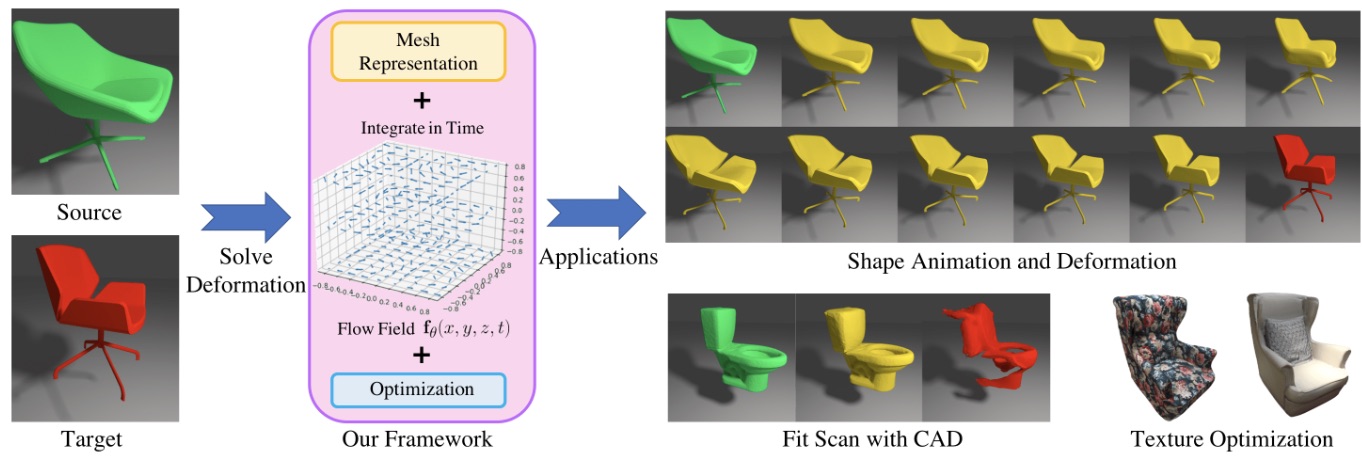 Source
Target
Solve
Deformation
Mesh
Representation
+
Integrate in Time
0.8
0.6
0.4
0.2
0.0
−0.2
−0.4
−0.6
−0.8
−0.8−0.6−0.4−0.2 0.0 0.2 0.4 0.6 0.8
−0.8−0.6−0.4−0.2 0.0 0.2 0.4 0.6 0.8
Flow Field f_θ(x, y, z, t)
+
Optimization
Our Framework
Applications
Shape Animation and Deformation
Fit Scan with CAD
Texture Optimization